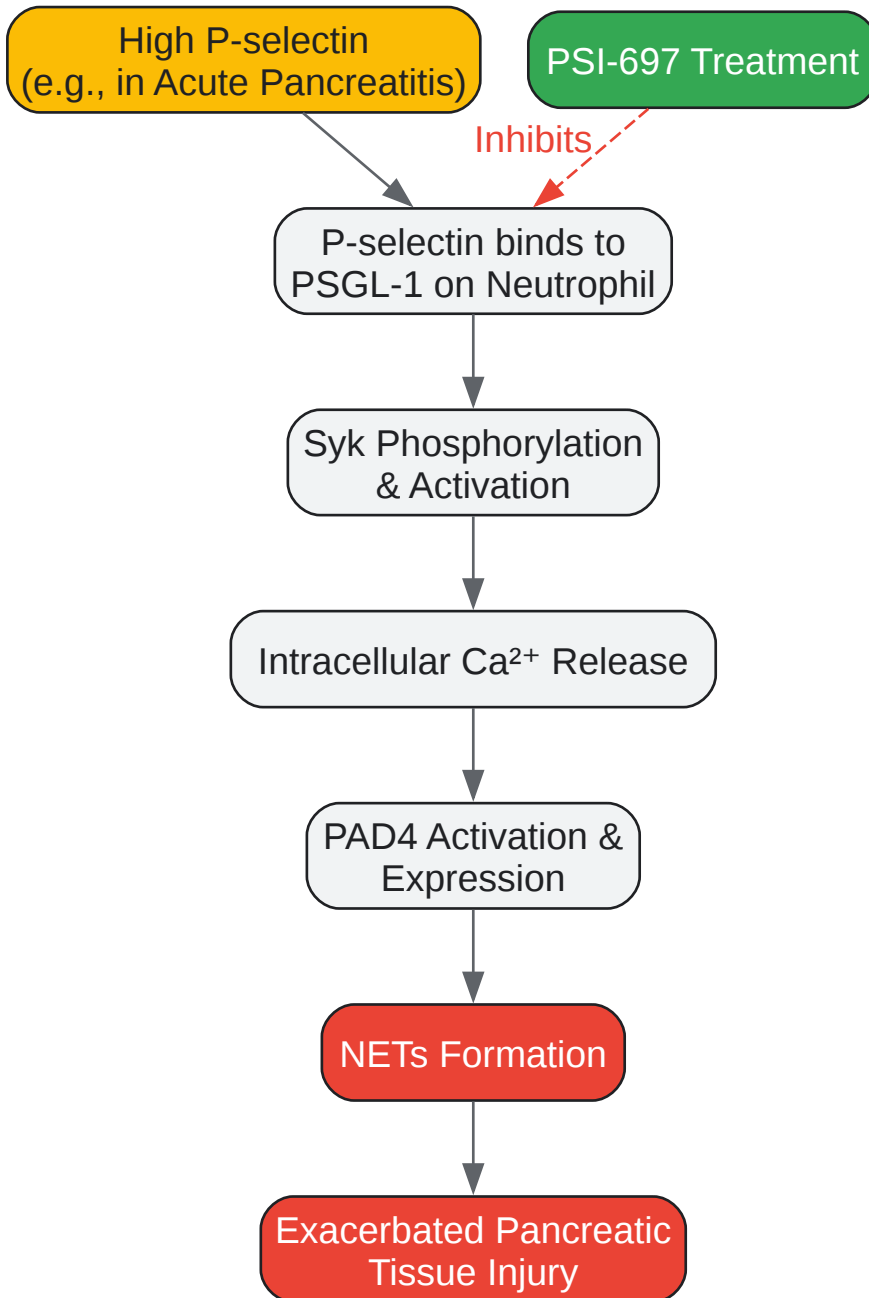 High P-selectin
(e.g., in Acute Pancreatitis)
PSI-697 Treatment
Inhibits
P-selectin binds to
PSGL-1 on Neutrophil
Syk Phosphorylation
& Activation
Intracellular Ca²⁺ Release
PAD4 Activation &
Expression
NETs Formation
Exacerbated Pancreatic
Tissue Injury